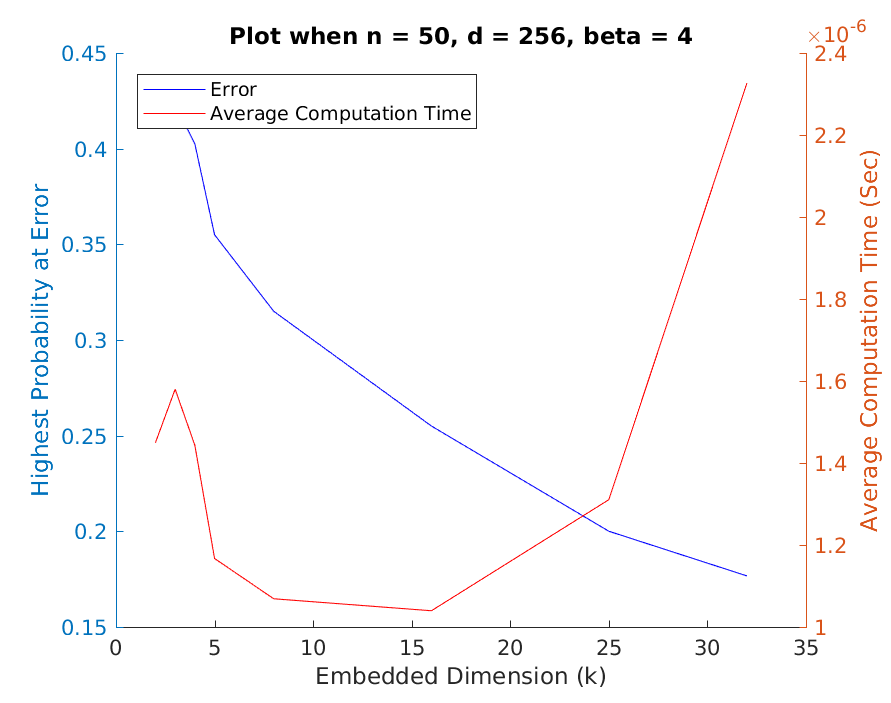 Plot when n = 50, d = 256, beta = 4
×10-6
Error
Average Computation Time
Highest Probability at Error
0.45
0.4
0.35
0.3
0.25
0.2
0.15
2.4
2.2
2
1.8
1.6
1.4
1.2
1
Average Computation Time (Sec)
0 5 10 15 20 25 30 35
Embedded Dimension (k)